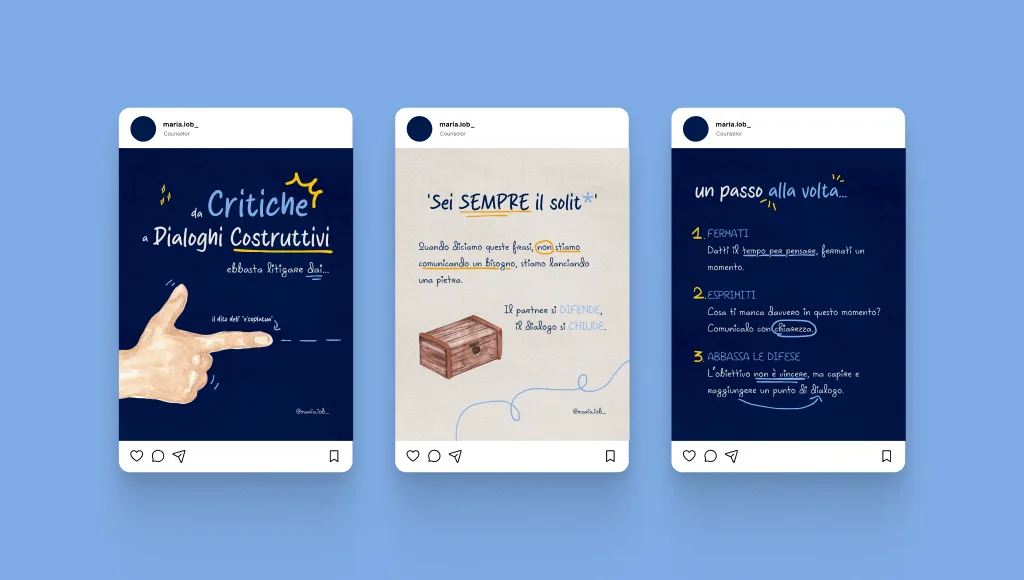 maria.iob_
Counselor
da Critiche
a Dialoghi Costruttivi
ebbasta litigare dai...
il dito dell'
@maria.iob_
maria.iob_
Counselor
'Sei SEMPRE il solit*'
Quando diciamo queste frasi, non stiamo
comunicando un bisogno, stiamo lanciando
una pietra.
Il partner si DIFENDE,
il dialogo si CHIUDE.
@maria.iob_
maria.iob_
Counselor
un passo alla volta...
1. FERMATI
Datti il tempo per pensare, fermati un
momento.
2. ESPRIMITI
Cosa ti manca davvero in questo momento?
Comunicalo con chiarezza.
3. ABBASSA LE DIFESE
L'obiettivo non è vincere, ma capire e
raggiungere un punto di dialogo.